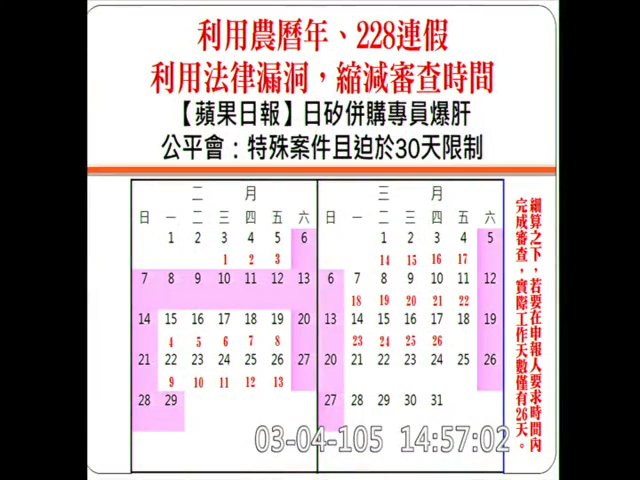 利用農曆年、228連假
利用法律漏洞，縮減審查時間
【蘋果日報】日矽併購專員爆肝
公平會：特殊案件且迫於30天限制
二 月
日 一 二 三 四 五 六
1 2 3 4 5 6
1 2 3
7 8 9 10 11 12 13
14 15 16 17 18 19 20
4 5 6 7 8
21 22 23 24 25 26 27
9 10 11 12 13
28 29
三 月
日 一 二 三 四 五 六
1 2 3 4 5
14 15 16 17
6 7 8 9 10 11 12
18 19 20 21 22
13 14 15 16 17 18 19
23 24 25 26
20 21 22 23 24 25 26
27 28 29 30 31
細算之下，若要在申報人要求時間內
完成審查，實際工作天數僅有26天。
03-04-105 14:57:02